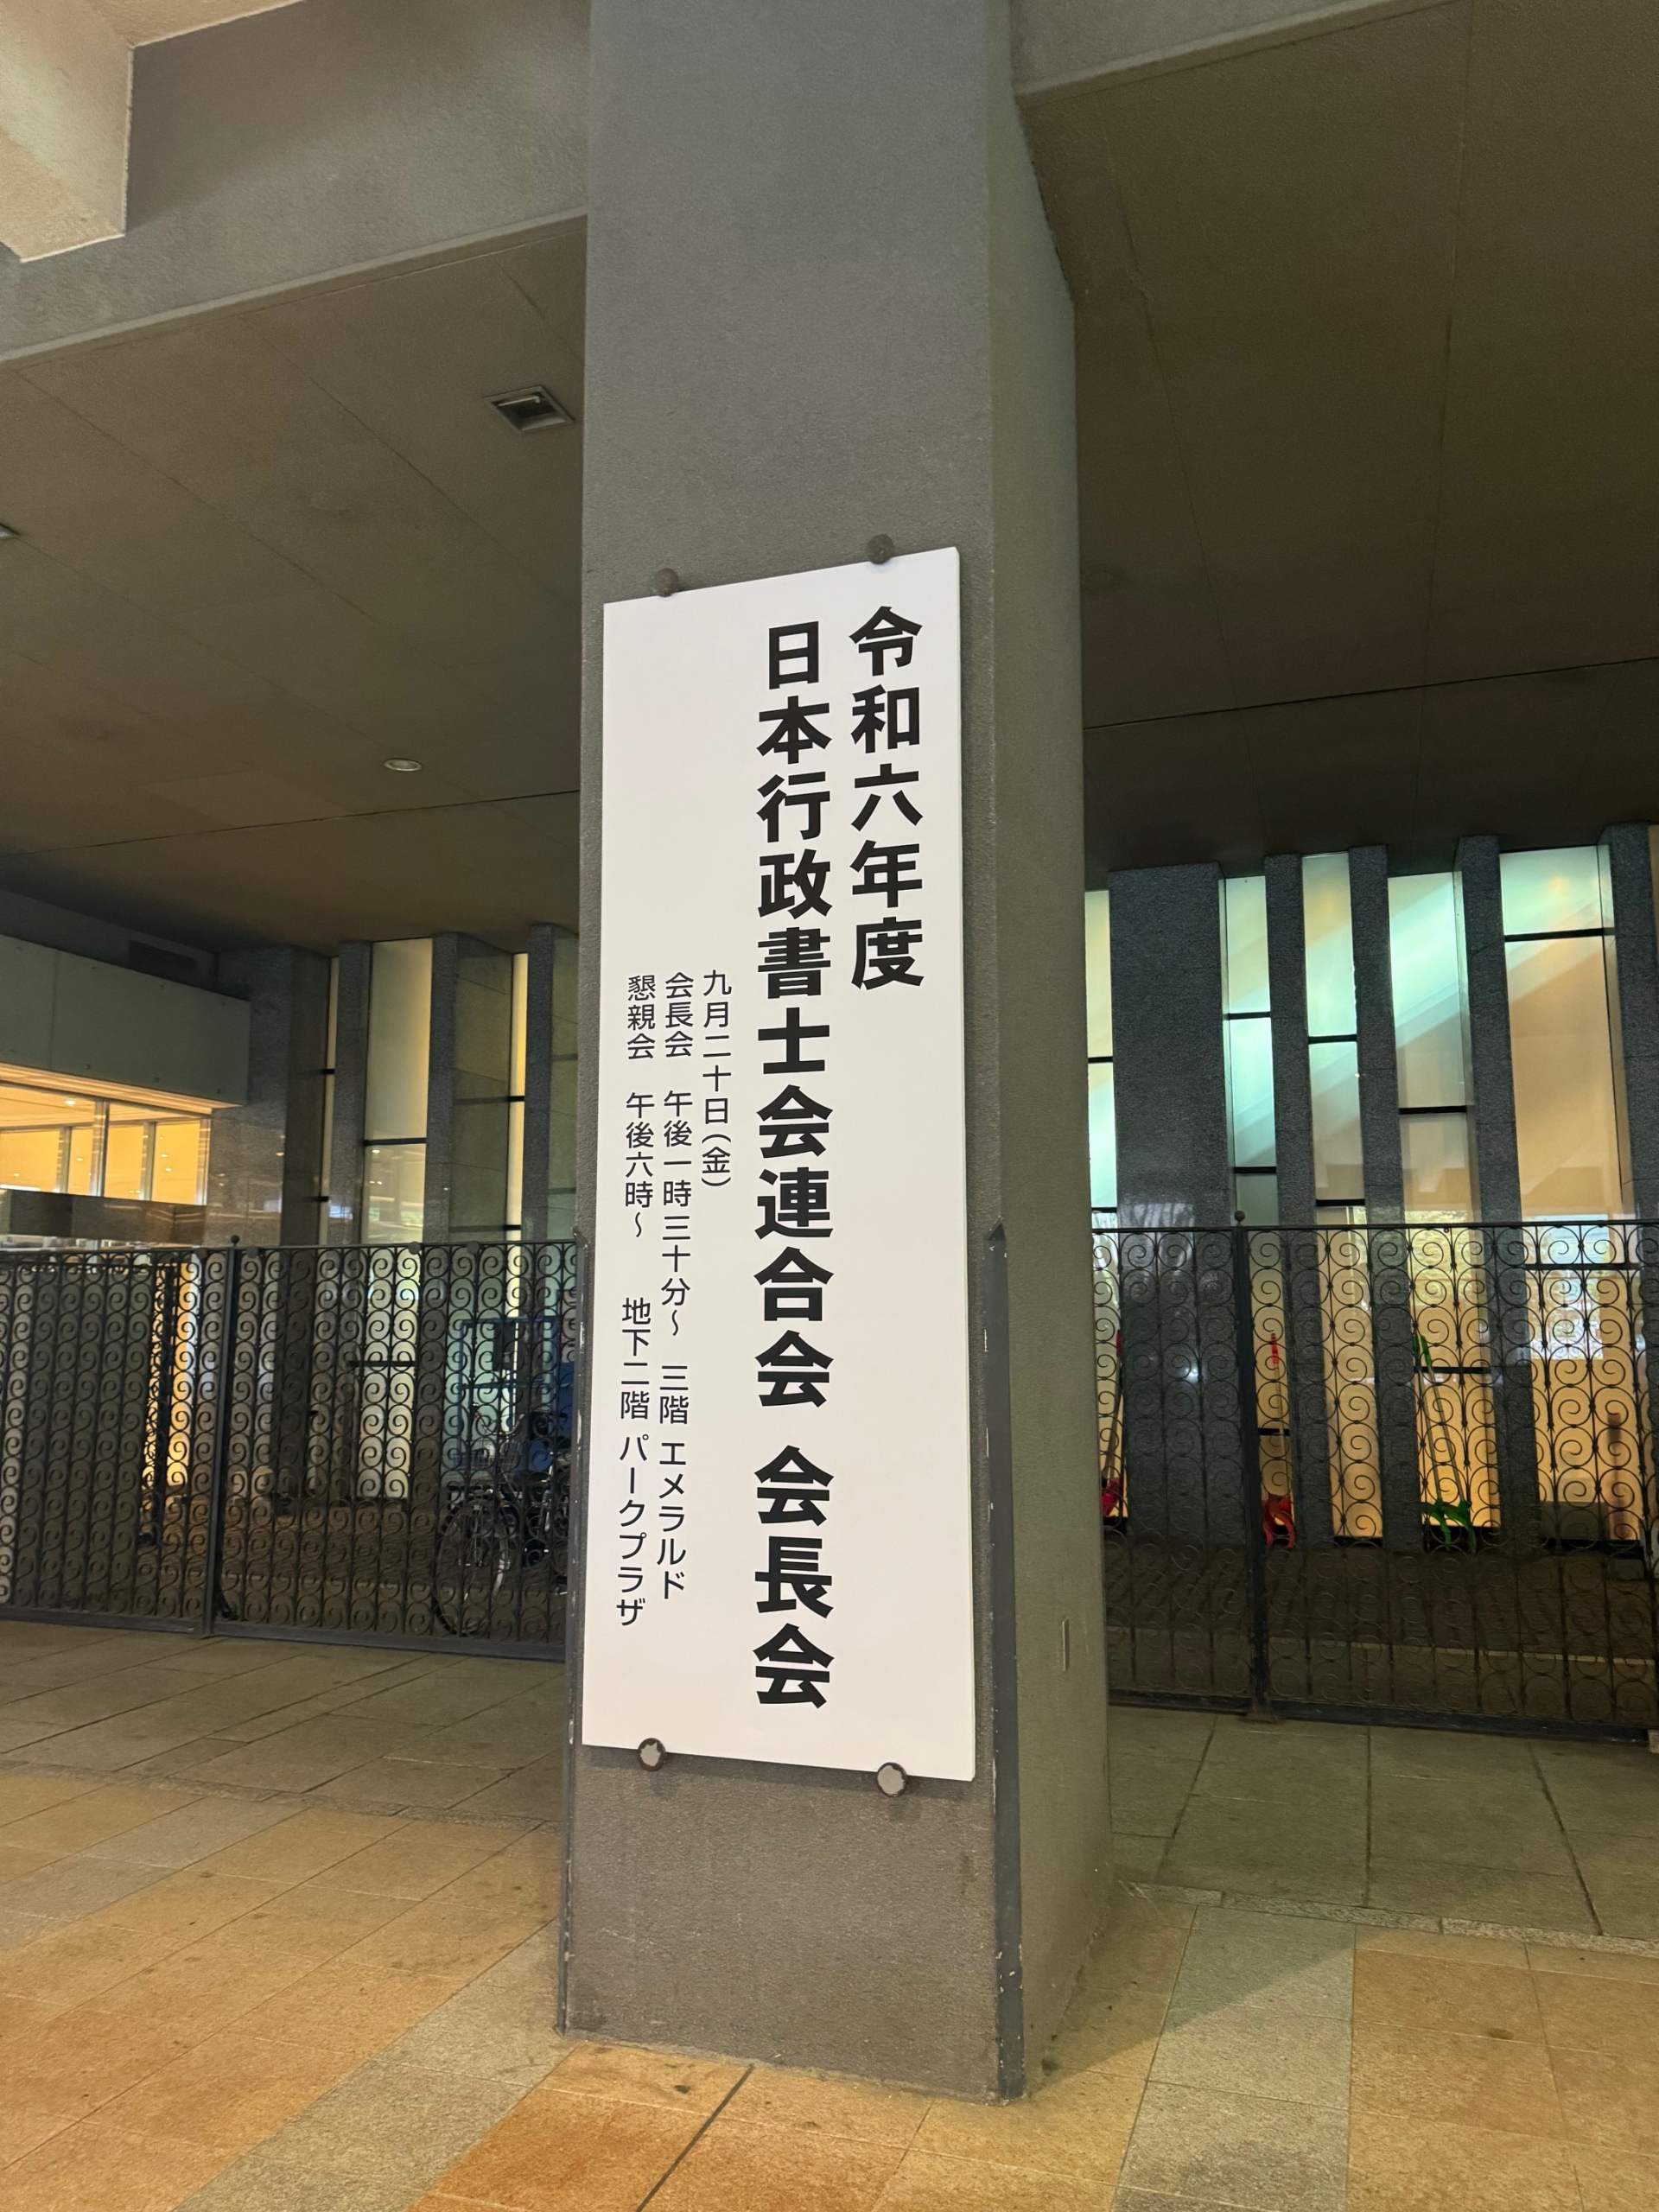 令和六年度
日本行政書士会連合会 会長会
九月二十日(金)
会長会 午後一時三十分～ 三階 エメラルド
懇親会 午後六時～ 地下二階 パークプラザ